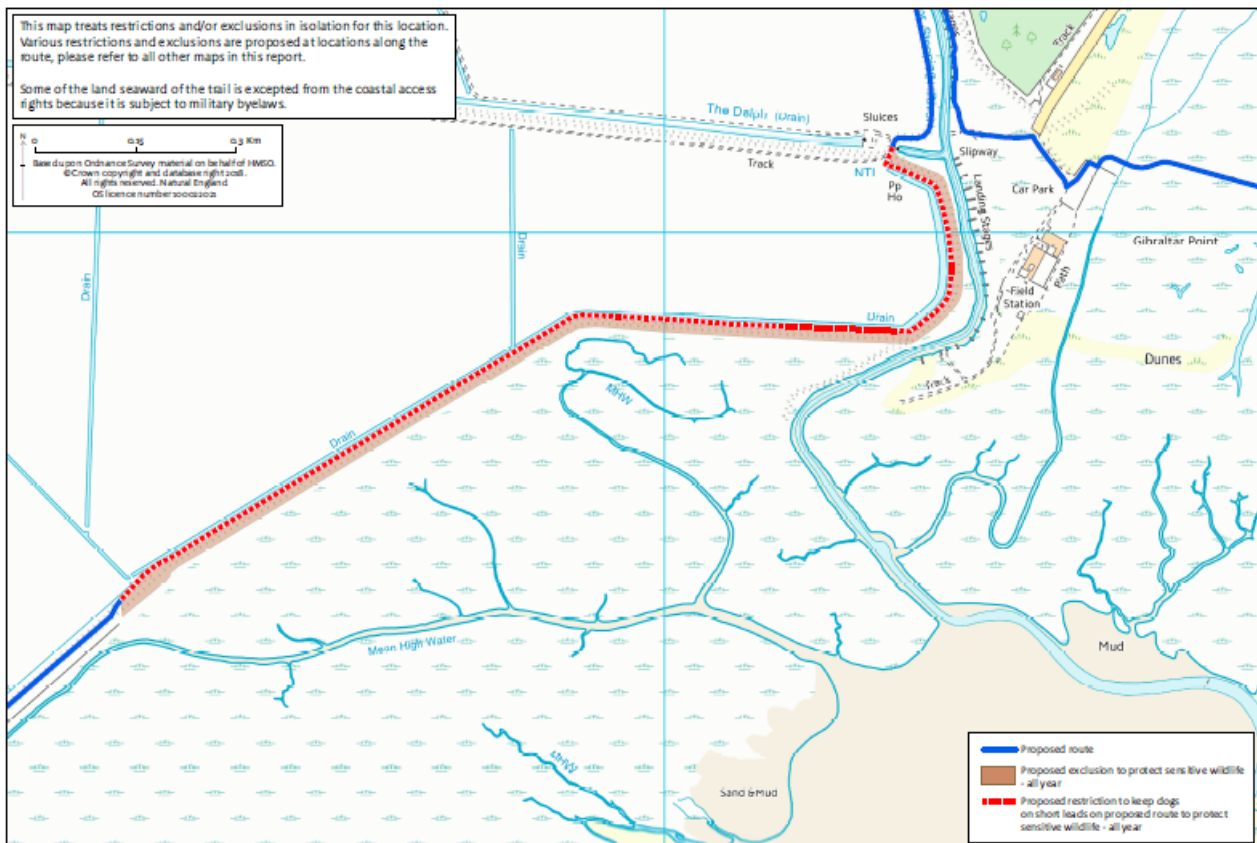 This map treats restrictions and/or exclusions in isolation for this location.
Various restrictions and exclusions are proposed at locations along the
route, please refer to all other maps in this report.
Some of the land seaward of the trail is excepted from the coastal access
rights because it is subject to military byelaws.
N
0 0.15 0.3 Km
Based upon Ordnance Survey material on behalf of HMSO.
©Crown copyright and database right 2018.
All rights reserved. Natural England
OS licence number 100022021
Track
The Delph (Drain)
Sluices
Slipway
Track
NTL
Pp
Ho
Landing Stages
Car Park
Gibraltar Point
Drain
Drain
Field
Station
Path
Drain
Dunes
Track
MHW
Drain
Mean High Water
Mud
MHW
Sand & Mud
Proposed route
Proposed exclusion to protect sensitive wildlife
- all year
Proposed restriction to keep dogs
on short leads on proposed route to protect
sensitive wildlife - all year